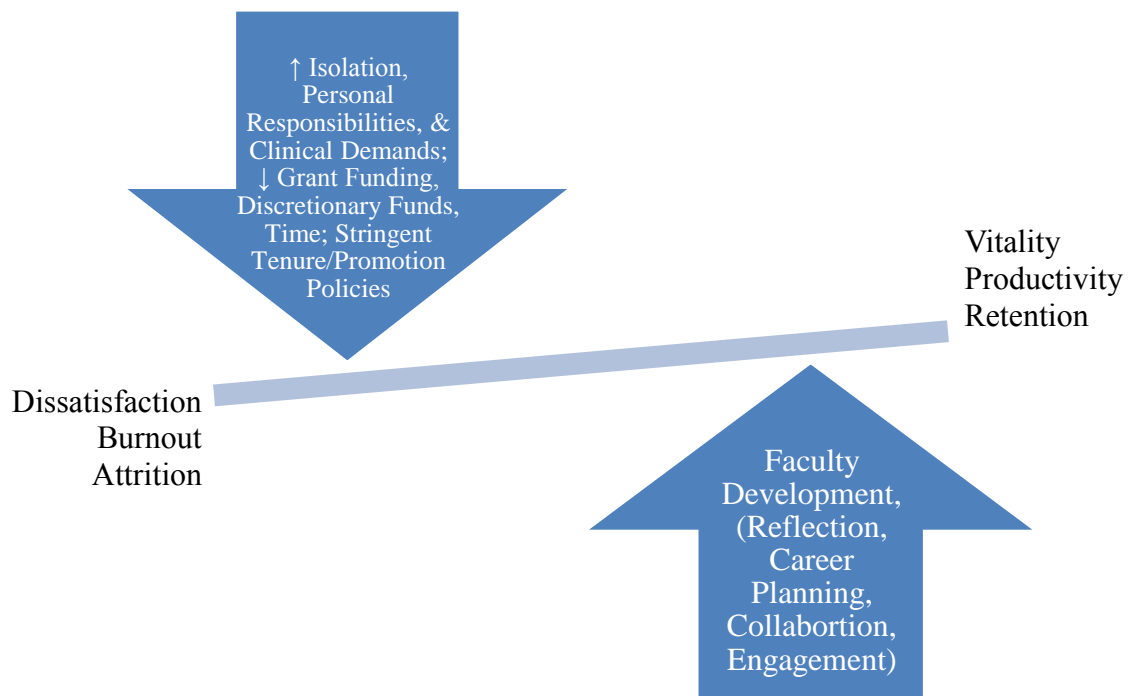 ↑ Isolation,
Personal
Responsibilities, &
Clinical Demands;
↓ Grant Funding,
Discretionary Funds,
Time; Stringent
Tenure/Promotion
Policies
Vitality
Productivity
Retention
Dissatisfaction
Burnout
Attrition
Faculty
Development,
(Reflection,
Career
Planning,
Collabortion,
Engagement)